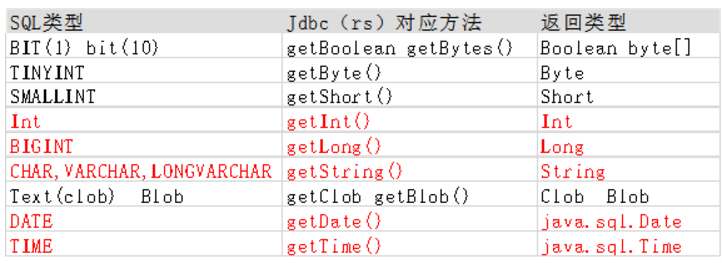 SQL类型 Jdbc（rs）对应方法 返回类型
BIT(1) bit(10) getBoolean getBytes() Boolean byte[]
TINYINT getByte() Byte
SMALLINT getShort() Short
Int getInt() Int
BIGINT getLong() Long
CHAR,VARCHAR,LONGVARCHAR getString() String
Text(clob) Blob getClob getBlob() Clob Blob
DATE getDate() java.sql.Date
TIME getTime() java.sql.Time